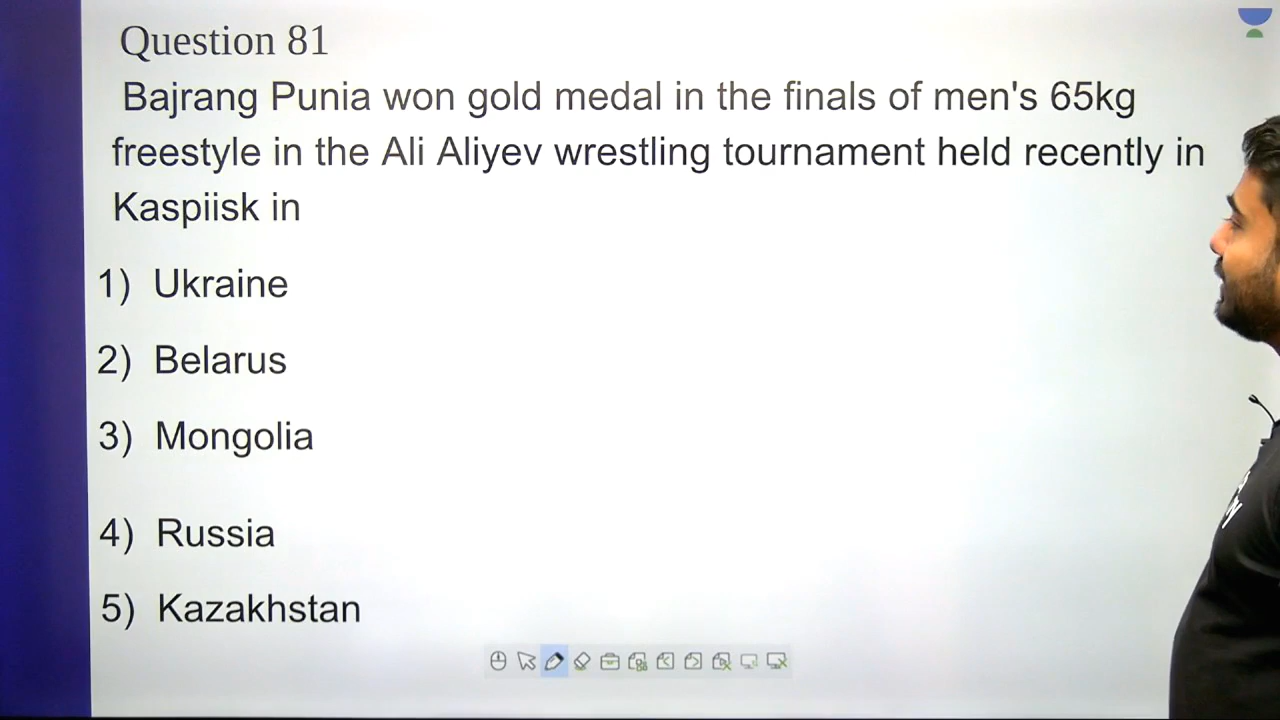 Question 81
Bajrang Punia won gold medal in the finals of men's 65kg
freestyle in the Ali Aliyev wrestling tournament held recently in
Kaspiisk in
1) Ukraine
2) Belarus
3) Mongolia
4) Russia
5) Kazakhstan